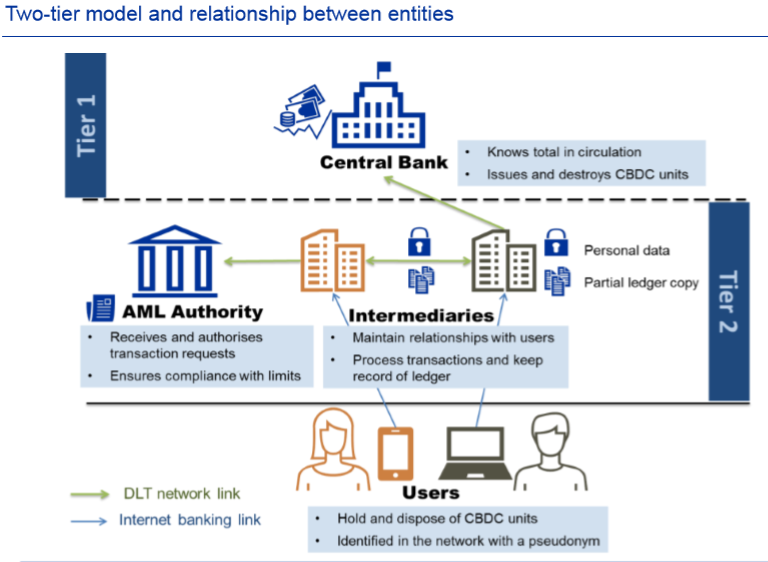 Two-tier model and relationship between entities
Tier 1
Central Bank
• Knows total in circulation
• Issues and destroys CBDC units
Personal data
Partial ledger copy
Tier 2
AML Authority
• Receives and authorises
transaction requests
• Ensures compliance with limits
Intermediaries
• Maintain relationships with users
• Process transactions and keep
record of ledger
DLT network link
Internet banking link
Users
• Hold and dispose of CBDC units
• Identified in the network with a pseudonym